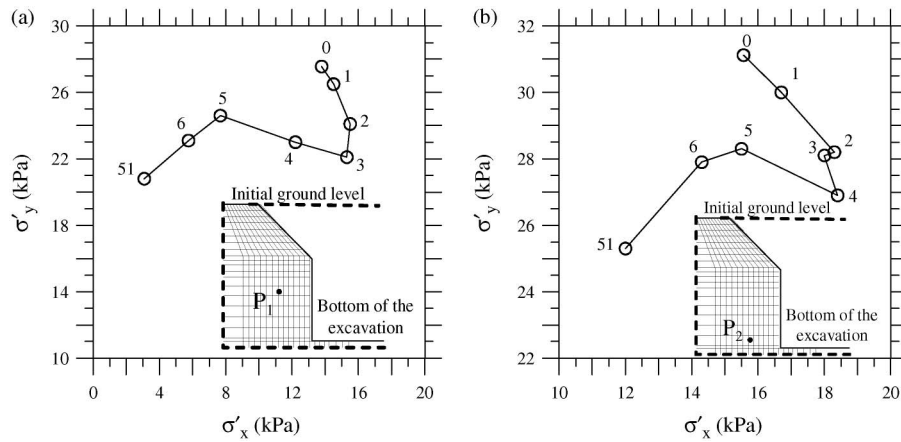 (a)
30
26
22
18
14
10
σ′y (kPa)
0
1
2
3
4
5
6
51
Initial ground level
P1
Bottom of the
excavation
0 4 8 12 16 20
σ′x (kPa)
(b)
32
30
28
26
24
22
σ′y (kPa)
0
1
2
3
4
5
6
51
Initial ground level
P2
Bottom of the
excavation
10 12 14 16 18 20
σ′x (kPa)